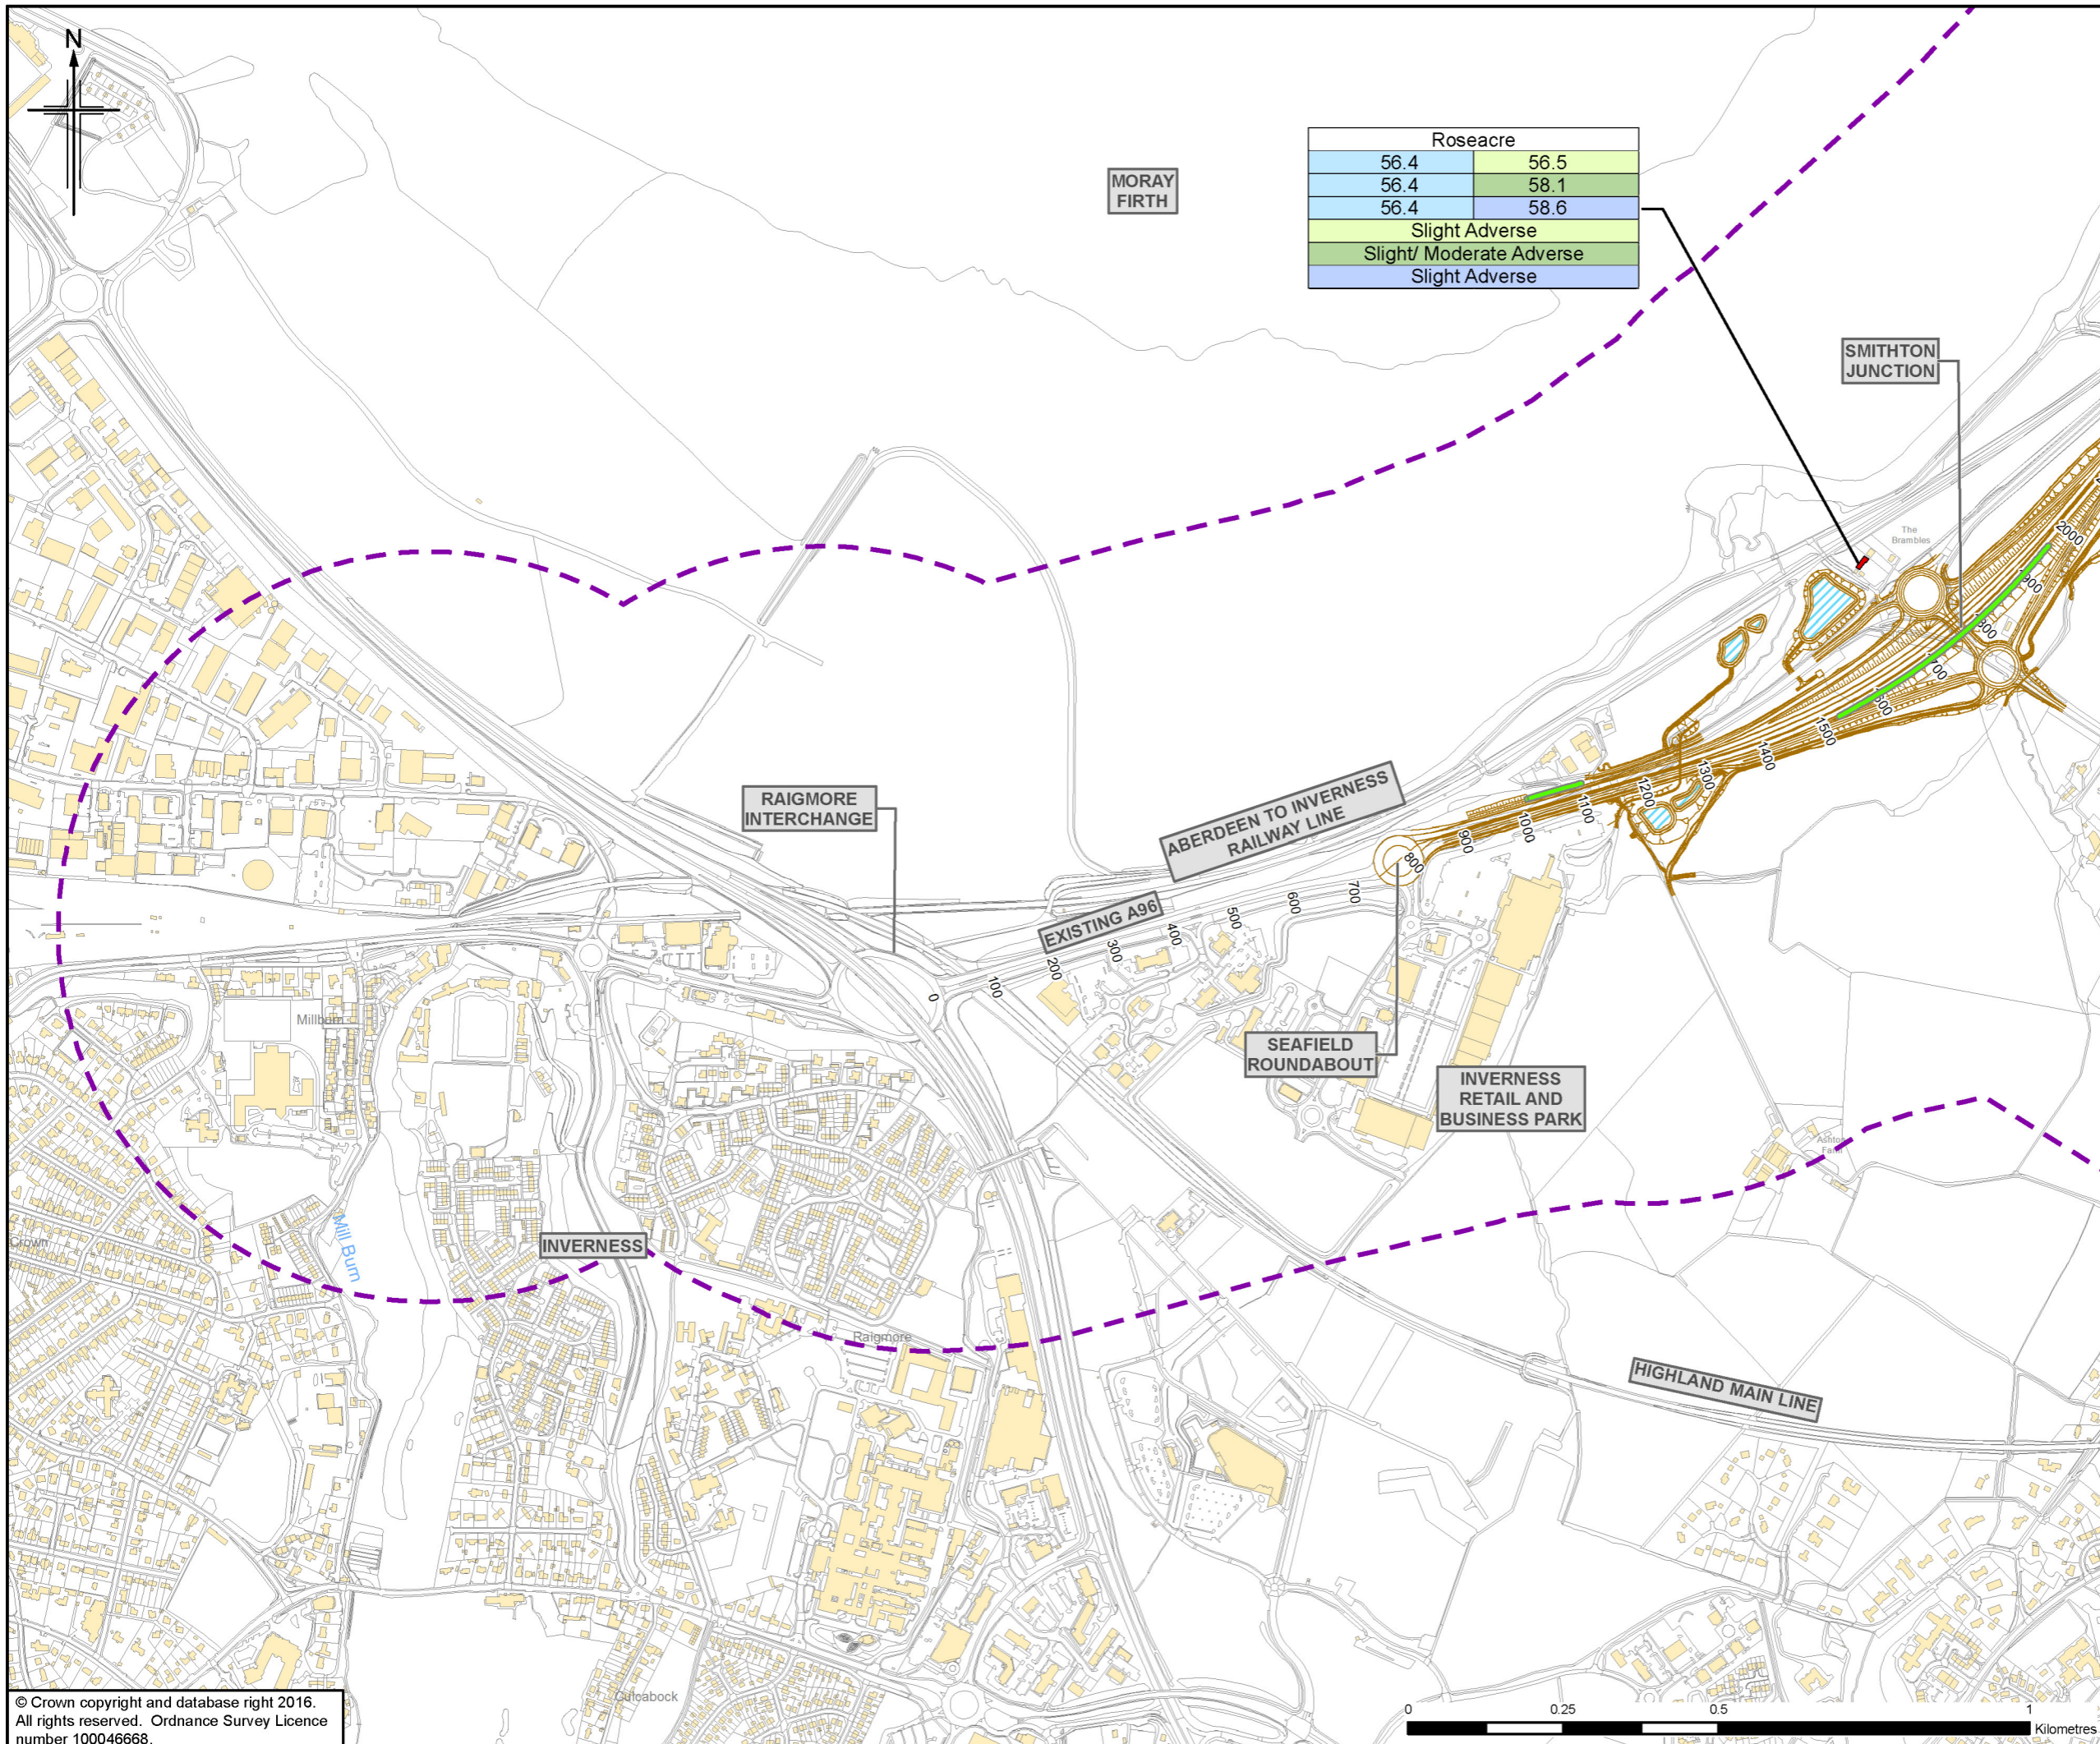 N
MORAY
FIRTH
Roseacre
56.4 56.5
56.4 58.1
56.4 58.6
Slight Adverse
Slight/ Moderate Adverse
Slight Adverse
SMITHTON
JUNCTION
The
Brambles
2000
1500
1400
1300
1200
1100
1000
900
800
700
600
500
400
300
200
100
0
RAIGMORE
INTERCHANGE
ABERDEEN TO INVERNESS
RAILWAY LINE
EXISTING A96
SEAFIELD
ROUNDABOUT
INVERNESS
RETAIL AND
BUSINESS PARK
Millburn
Ashton
Farm
Crown
Mill Burn
INVERNESS
Raigmore
HIGHLAND MAIN LINE
Culcabock
© Crown copyright and database right 2016.
All rights reserved. Ordnance Survey Licence
number 100046668.
0 0.25 0.5 1
Kilometres